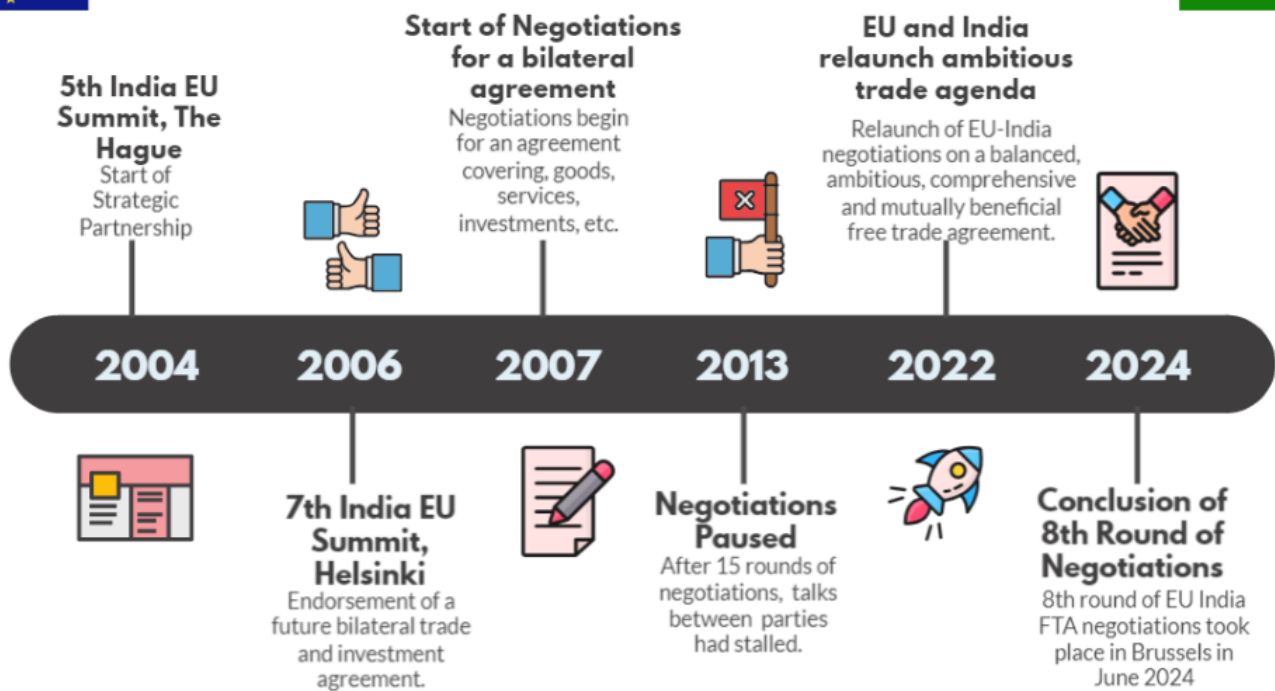 5th India EU
Summit, The
Hague
Start of
Strategic
Partnership
Start of Negotiations
for a bilateral
agreement
Negotiations begin
for an agreement
covering, goods,
services,
investments, etc.
EU and India
relaunch ambitious
trade agenda
Relaunch of EU-India
negotiations on a balanced,
ambitious, comprehensive
and mutually beneficial
free trade agreement.
2004
2006
2007
2013
2022
2024
7th India EU
Summit,
Helsinki
Endorsement of a
future bilateral trade
and investment
agreement.
Negotiations
Paused
After 15 rounds of
negotiations, talks
between parties
had stalled.
Conclusion of
8th Round of
Negotiations
8th round of EU India
FTA negotiations took
place in Brussels in
June 2024